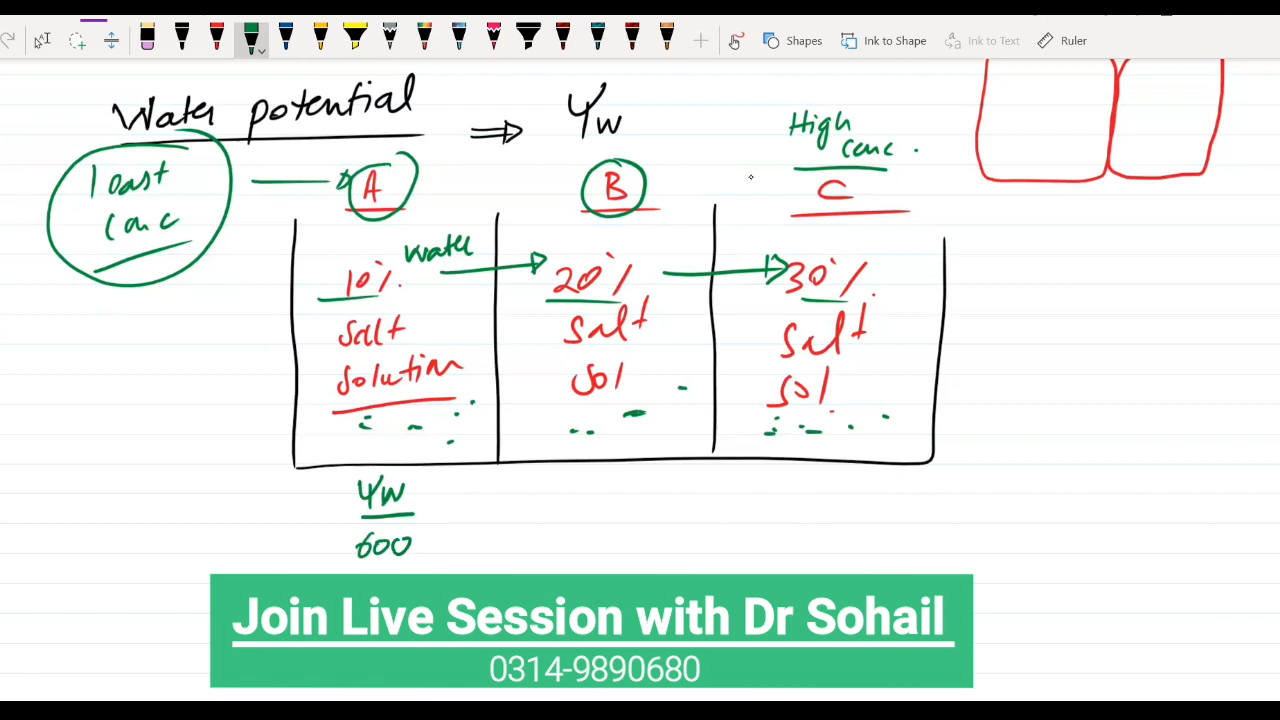 Shapes Ink to Shape Ink to Text Ruler
Water potential ⇒ Ψw
High
conc.
loast
conc
A B C
water
10% 20% 30%.
Salt Salt Salt
Solution Sol Sol
Ψw
600
Join Live Session with Dr Sohail
0314-9890680